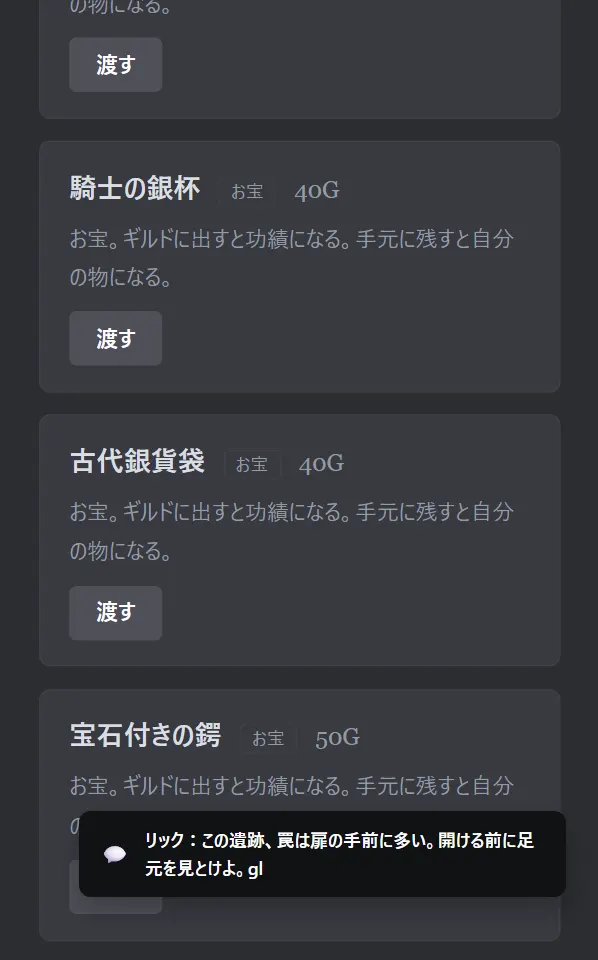 の物になる。
渡す
騎士の銀杯 お宝 40G
お宝。ギルドに出すと功績になる。手元に残すと自分
の物になる。
渡す
古代銀貨袋 お宝 40G
お宝。ギルドに出すと功績になる。手元に残すと自分
の物になる。
渡す
宝石付きの鍔 お宝 50G
お宝。ギルドに出すと功績になる。手元に残すと自分
リック：この遺跡、罠は扉の手前に多い。開ける前に足
元を見とけよ。gl